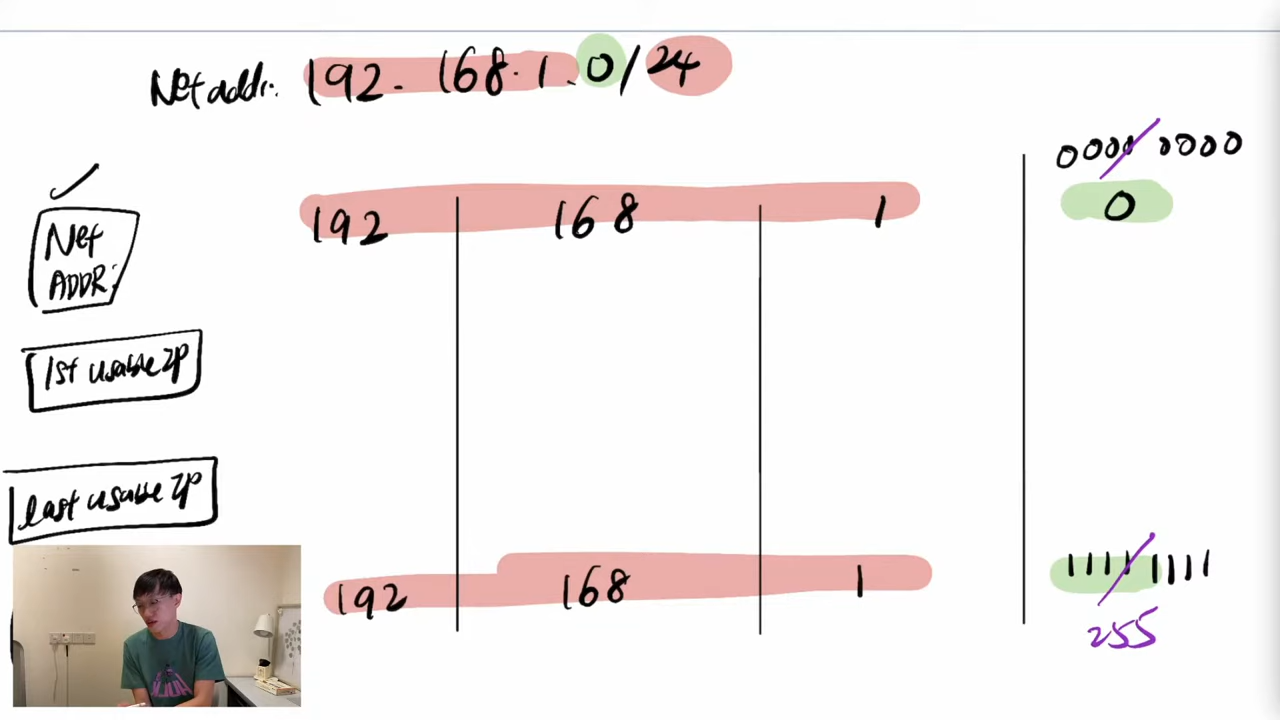 Net addr: 192.168.1.0/24
0000 0000
192 168 1 0
Net
ADDR:
1st usable IP
last usable IP
192 168 1 1111 1111
255